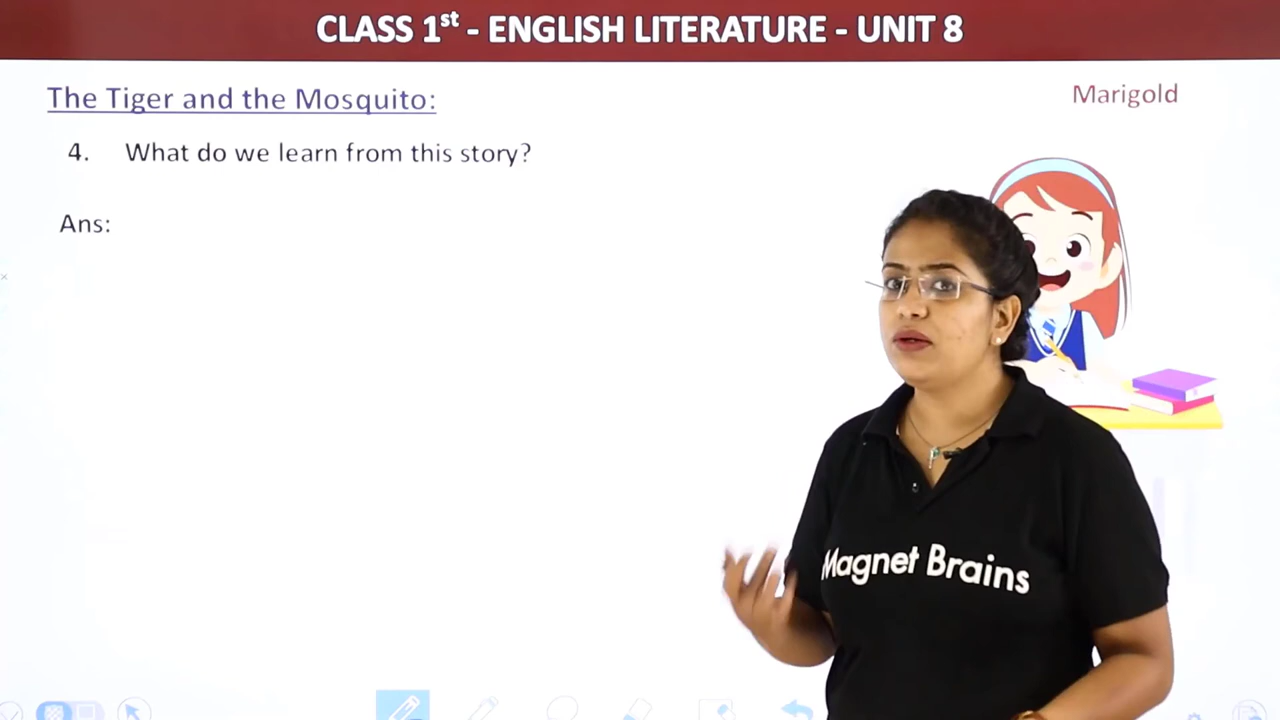 CLASS 1st - ENGLISH LITERATURE - UNIT 8
The Tiger and the Mosquito:
Marigold
4. What do we learn from this story?
Ans:
Magnet Brains